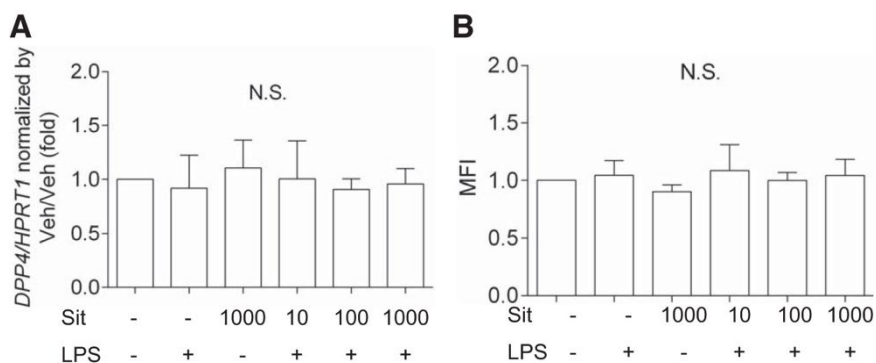 A
DPP4/HPRT1 normalized by
Veh/Veh (fold)
2.0
1.5
1.0
0.5
0.0
N.S.
Sit - - 1000 10 100 1000
LPS - + - + + +
B
MFI
2.0
1.5
1.0
0.5
0.0
N.S.
Sit - - 1000 10 100 1000
LPS - + - + + +